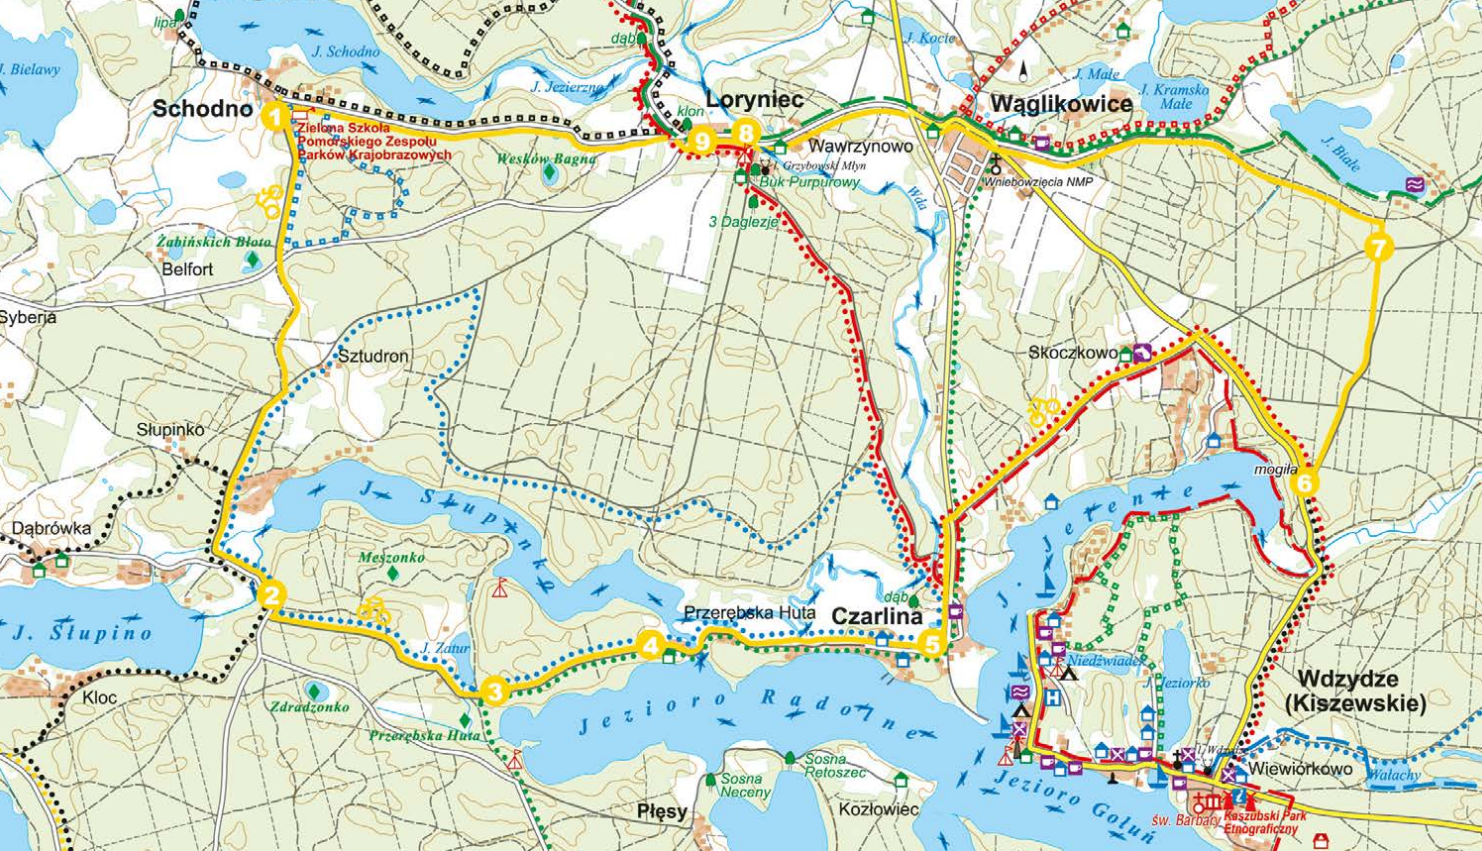 lipa
J. Schodno
J. Bielawy
dąb
J. Jezierzno
J. Kocie
J. Małe
J. Kramsko
Małe
Schodno
1
Zielona Szkoła
Pomorskiego Zespołu
Parków Krajobrazowych
klon
Loryniec
9
8
Wąglikowice
Wawrzynowo
Wesków Bagna
Grzybowski Młyn
Buk Purpurowy
3 Daglezje
Wda
Wniebowzięcia NMP
J. Białe
7
Żabińskich Błoto
Belfort
Syberia
Sztudron
Skoczkowo
Słupinko
mogiła
6
J. Słupinko
J. Jelenie
Dąbrówka
Meszonko
2
J. Słupino
dąb
Przerębska Huta
Czarlina
4
5
J. Zatur
3
Kloc
Zdradzonko
Przerębska Huta
Jezioro Radolne
J. Niedźwiadek
J. Jeziorko
Wdzydze
(Kiszewskie)
Sosna
Neceny
Sosna
Retoszec
Płęsy
Kozłowiec
Jezioro Gołuń
Wiewiórkowo
Wałachy
św. Barbary
Kaszubski Park
Etnograficzny